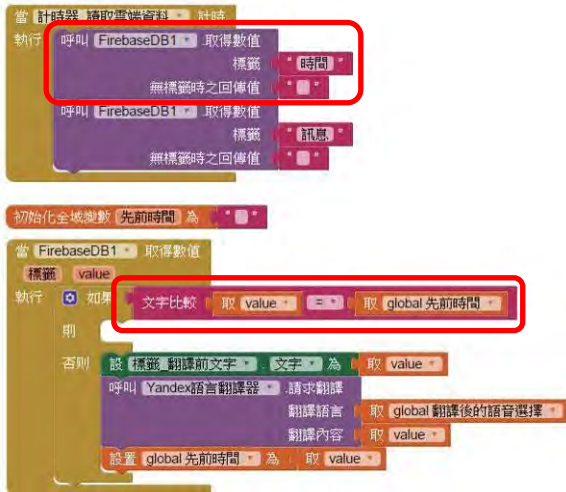 當 計時器_讀取雲端資料 計時
執行 呼叫 FirebaseDB1 .取得數值
標籤 " 時間 "
無標籤時之回傳值 " "
呼叫 FirebaseDB1 .取得數值
標籤 " 訊息 "
無標籤時之回傳值 " "
初始化全域變數 先前時間 為 " "
當 FirebaseDB1 取得數值
標籤 value
執行 如果 文字比較 取 value = 取 global 先前時間
則
否則 設 標籤_翻譯前文字 . 文字 為 取 value
呼叫 Yandex語言翻譯器 .請求翻譯
翻譯語言 取 global 翻譯後的語音選擇
翻譯內容 取 value
設置 global 先前時間 為 取 value